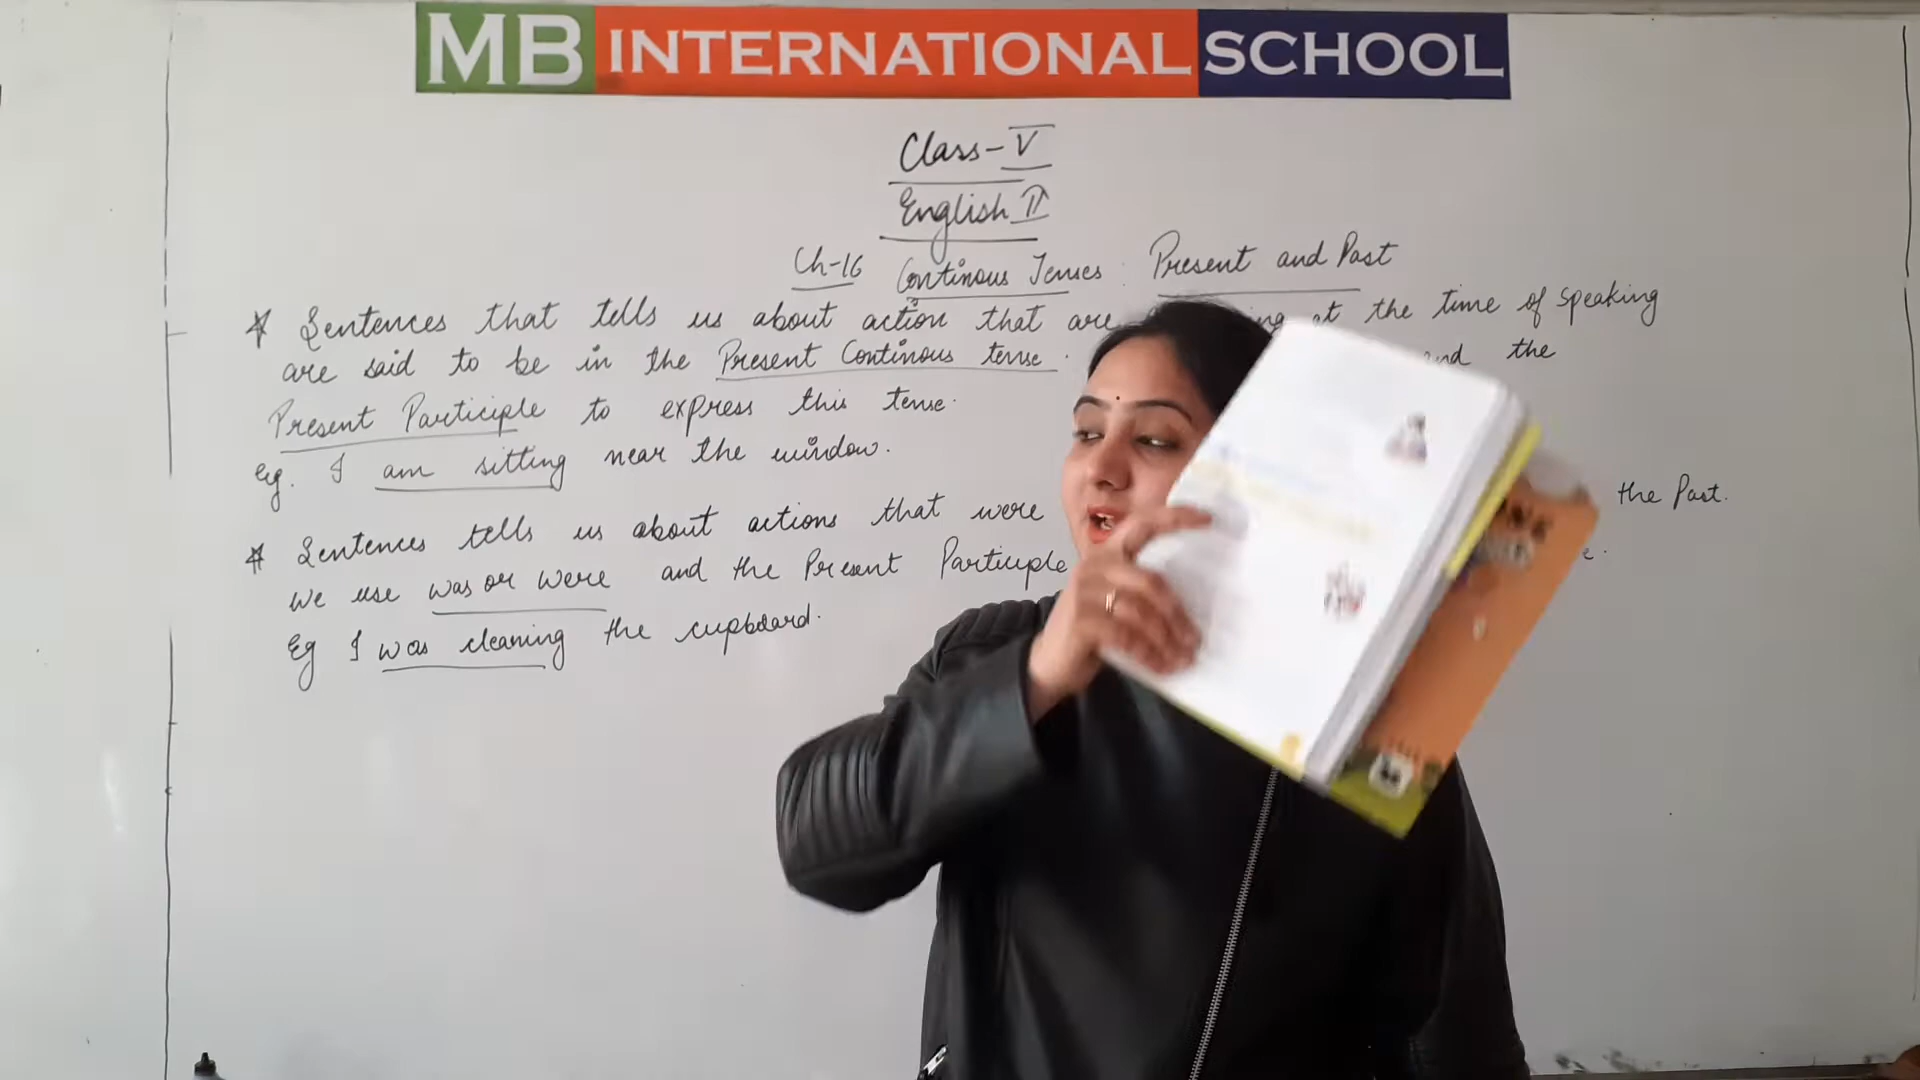 MB INTERNATIONAL SCHOOL
Class-V
English II
Ch-16 Continous Tenses : Present and Past
* Sentences that tells us about action that are at the time of speaking
are said to be in the Present Continous tense. and the
Present Participle to express this tense.
Eg. I am sitting near the window.
* Sentences tells us about actions that were the Past.
We use was or were and the Present Participle
Eg I was cleaning the cupboard.